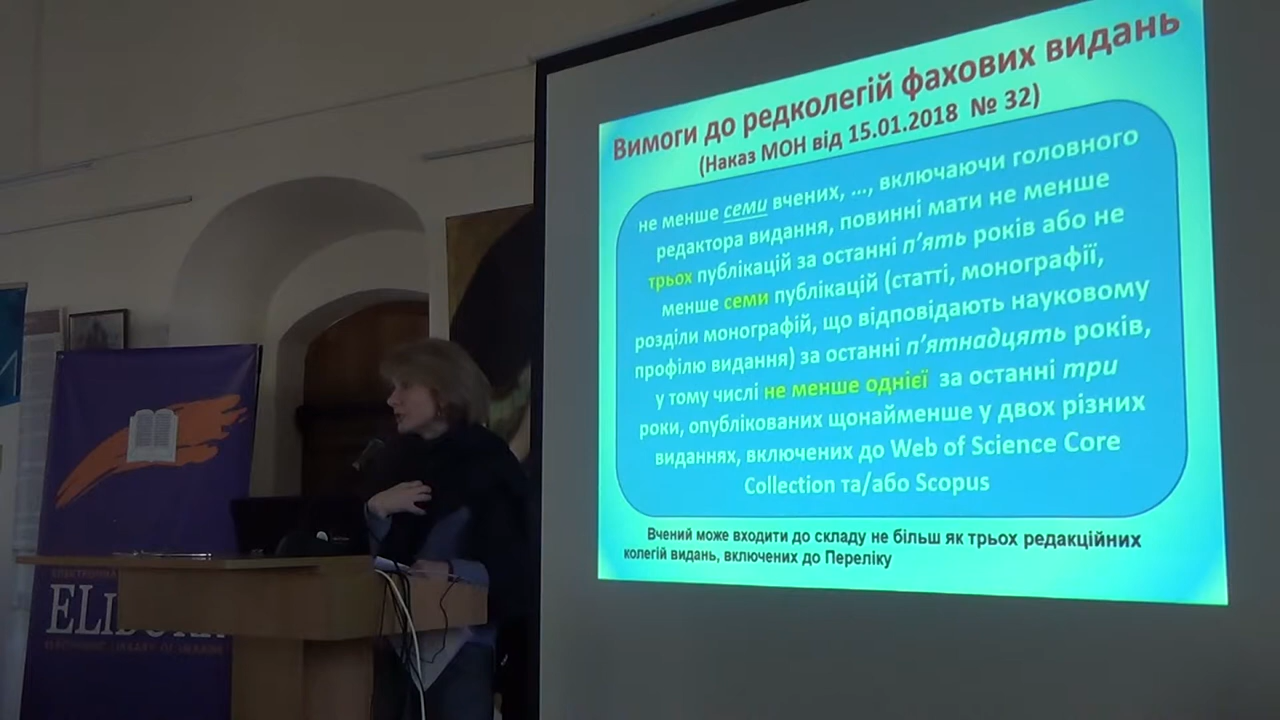 Вимоги до редколегій фахових видань
(Наказ МОН від 15.01.2018 № 32)
не менше семи вчених, ..., включаючи головного
редактора видання, повинні мати не менше
трьох публікацій за останні п’ять років або не
менше семи публікацій (статті, монографії,
розділи монографій, що відповідають науковому
профілю видання) за останні п’ятнадцять років,
у тому числі не менше однієї за останні три
роки, опублікованих щонайменше у двох різних
виданнях, включених до Web of Science Core
Collection та/або Scopus
Вчений може входити до складу не більш як трьох редакційних
колегій видань, включених до Переліку
ELIBUKR
ELECTRONIC LIBRARY OF UKRAINE